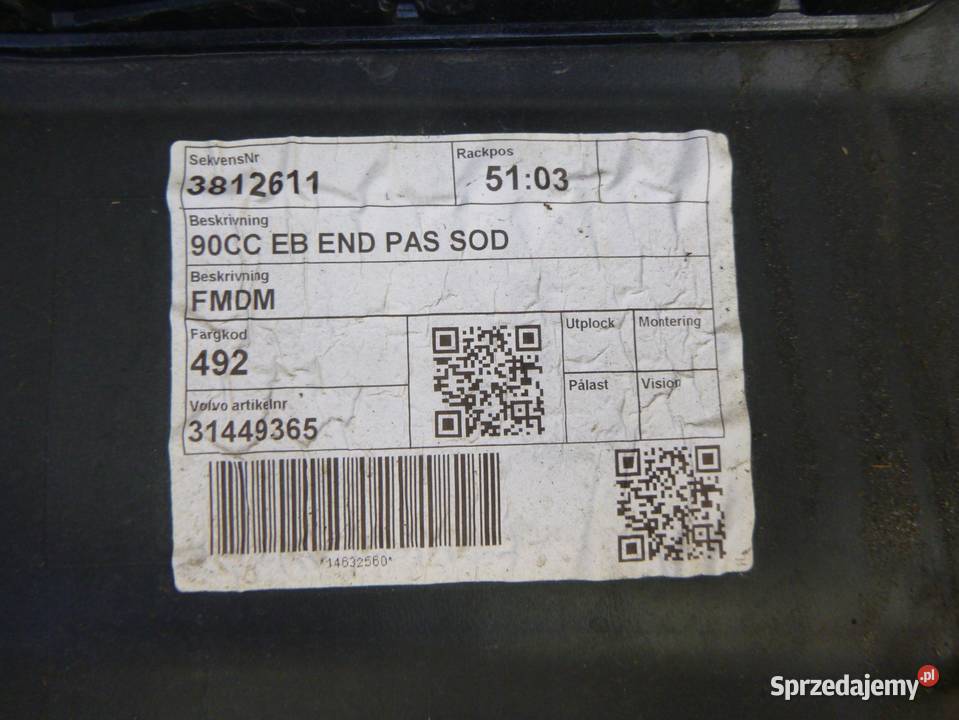 SekvensNr
3812611
Rackpos
51:03
Beskrivning
90CC EB END PAS SOD
Beskrivning
FMDM
Färgkod
492
Volvo artikelnr
31449365
Utplock
Montering
Pålast
Vision
*14632560*
Sprzedajemy.pl